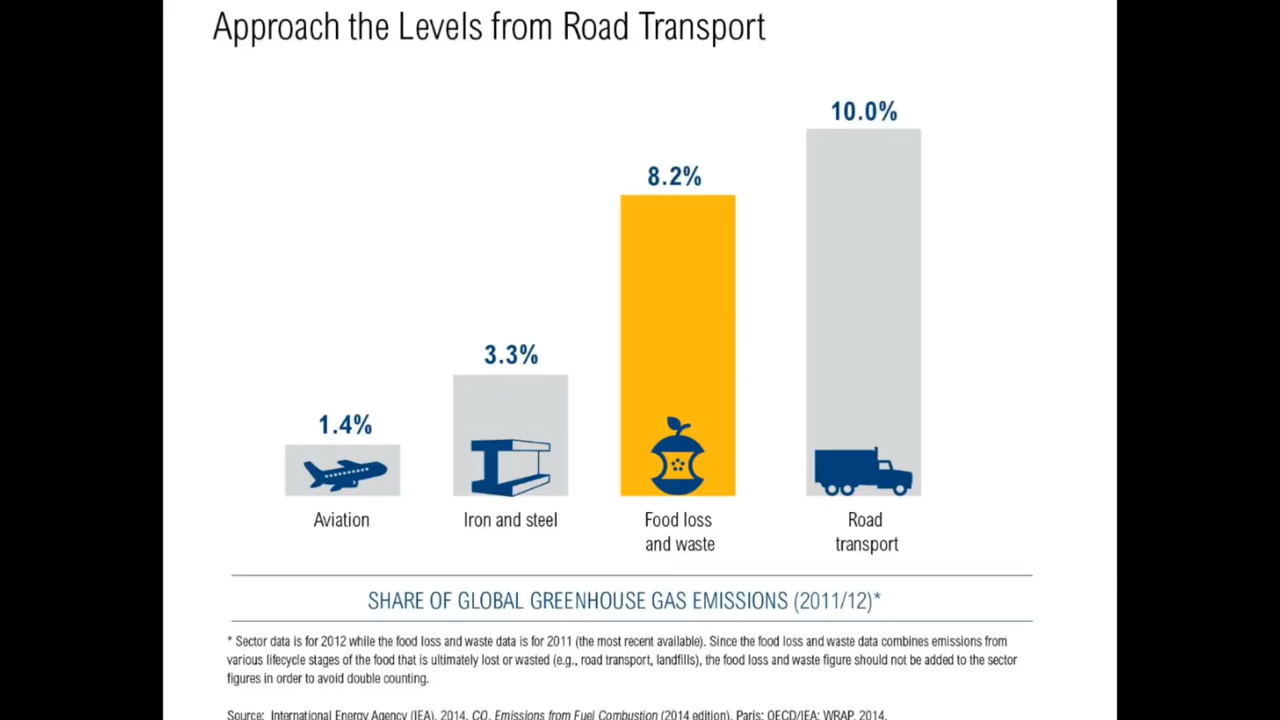 Approach the Levels from Road Transport
10.0%
8.2%
3.3%
1.4%
Aviation
Iron and steel
Food loss
and waste
Road
transport
SHARE OF GLOBAL GREENHOUSE GAS EMISSIONS (2011/12)*
* Sector data is for 2012 while the food loss and waste data is for 2011 (the most recent available). Since the food loss and waste data combines emissions from
various lifecycle stages of the food that is ultimately lost or wasted (e.g., road transport, landfills), the food loss and waste figure should not be added to the sector
figures in order to avoid double counting.
Source: International Energy Agency (IEA). 2014. CO₂ Emissions from Fuel Combustion (2014 edition). Paris: OECD/IEA; WRAP. 2014.